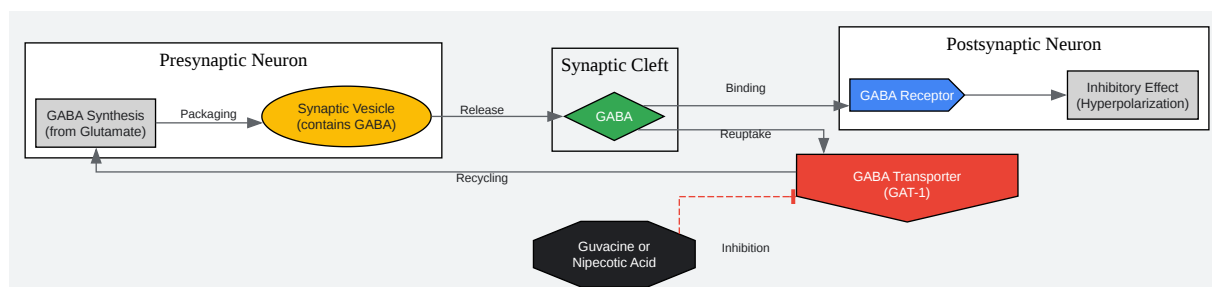 Presynaptic Neuron
GABA Synthesis
(from Glutamate)
Packaging
Synaptic Vesicle
(contains GABA)
Release
Synaptic Cleft
GABA
Binding
Reuptake
Postsynaptic Neuron
GABA Receptor
Inhibitory Effect
(Hyperpolarization)
Recycling
GABA Transporter
(GAT-1)
Guvacine or
Nipecotic Acid
Inhibition